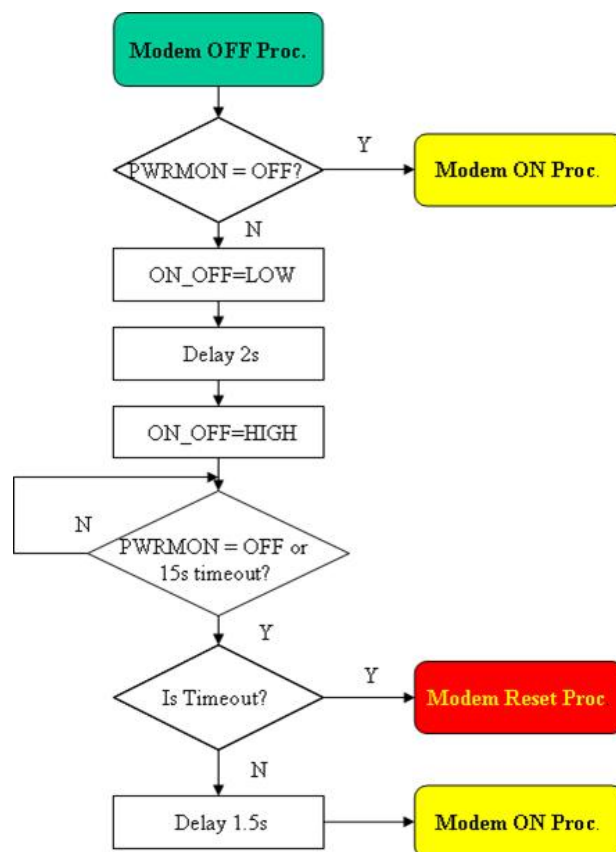 Modem OFF Proc.
PWRMON = OFF?
Y
Modem ON Proc.
N
ON_OFF=LOW
Delay 2s
ON_OFF=HIGH
N
PWRMON = OFF or
15s timeout?
Y
Is Timeout?
Y
Modem Reset Proc
N
Delay 1.5s
Modem ON Proc.